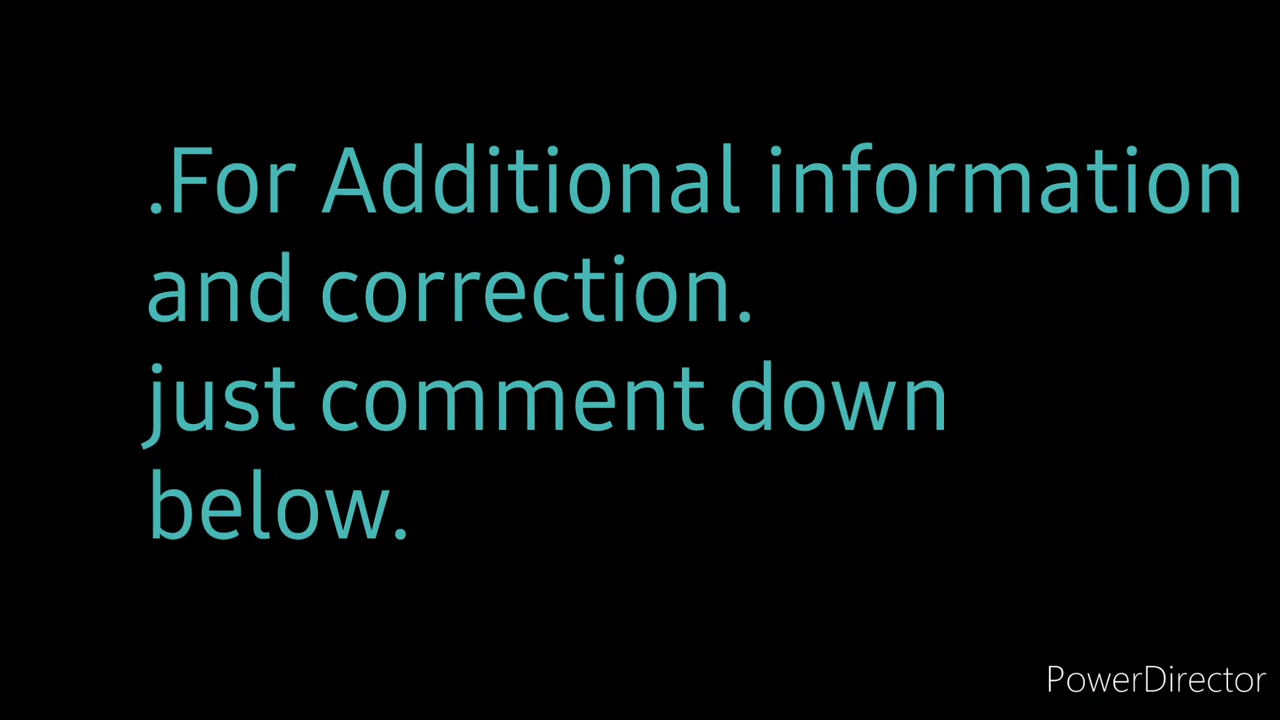 .For Additional information
and correction.
just comment down
below.
PowerDirector